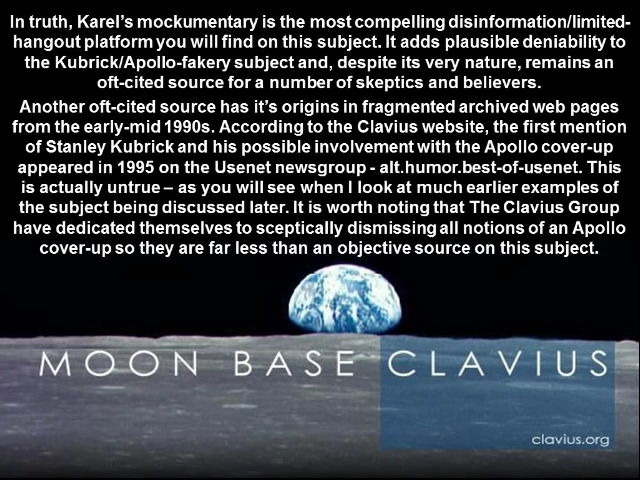 In truth, Karel's mockumentary is the most compelling disinformation/limited-
hangout platform you will find on this subject. It adds plausible deniability to
the Kubrick/Apollo-fakery subject and, despite its very nature, remains an
oft-cited source for a number of skeptics and believers.
Another oft-cited source has it's origins in fragmented archived web pages
from the early-mid 1990s. According to the Clavius website, the first mention
of Stanley Kubrick and his possible involvement with the Apollo cover-up
appeared in 1995 on the Usenet newsgroup - alt.humor.best-of-usenet. This
is actually untrue – as you will see when I look at much earlier examples of
the subject being discussed later. It is worth noting that The Clavius Group
have dedicated themselves to sceptically dismissing all notions of an Apollo
cover-up so they are far less than an objective source on this subject.
MOON BASE CLAVIUS
clavius.org